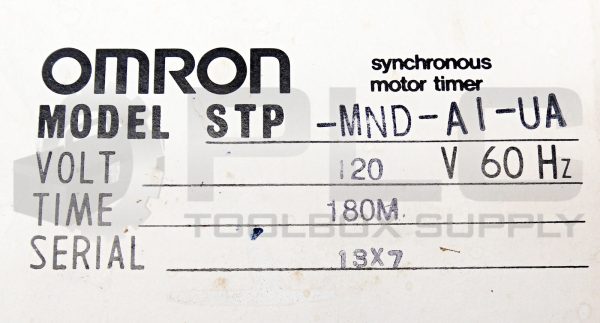 OMRON
synchronous
motor timer
MODEL STP -MND-A1-UA
VOLT 120 V 60 Hz
TIME 180M
SERIAL 13X7
PLC
TOOLBOX SUPPLY